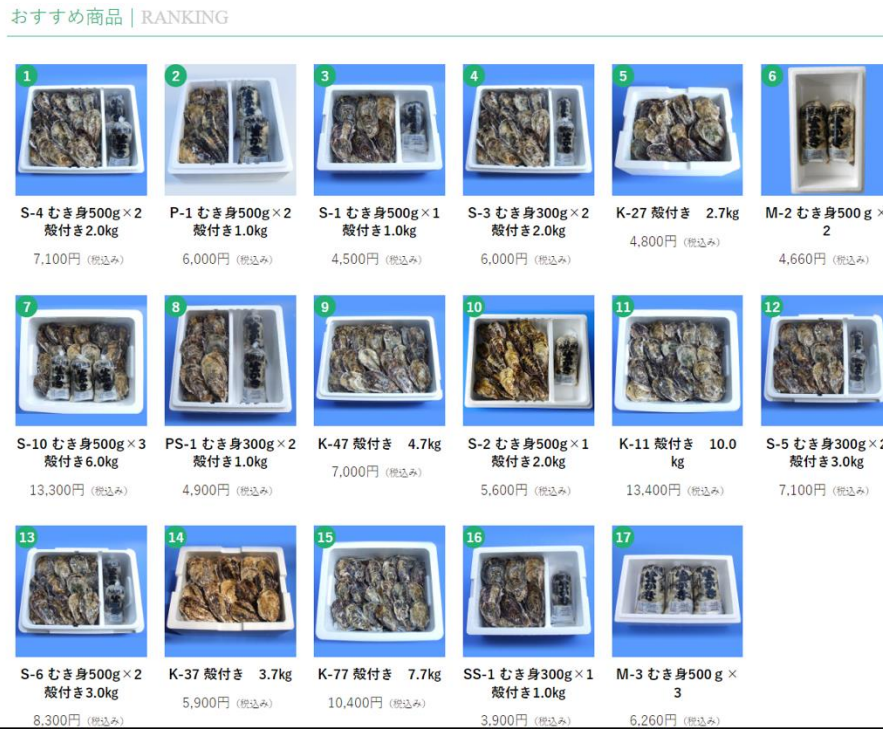 おすすめ商品 | RANKING
1 2 3 4 5 6
S-4 むき身500g×2
殻付き2.0kg
7,100円（税込み）
P-1 むき身500g×2
殻付き1.0kg
6,000円（税込み）
S-1 むき身500g×1
殻付き1.0kg
4,500円（税込み）
S-3 むき身300g×2
殻付き2.0kg
6,000円（税込み）
K-27 殻付き　2.7kg
4,800円（税込み）
M-2 むき身500ｇ×
2
4,660円（税込み）
7 8 9 10 11 12
S-10 むき身500g×3
殻付き6.0kg
13,300円（税込み）
PS-1 むき身300g×2
殻付き1.0kg
4,900円（税込み）
K-47 殻付き　4.7kg
7,000円（税込み）
S-2 むき身500g×1
殻付き2.0kg
5,600円（税込み）
K-11 殻付き　10.0
kg
13,400円（税込み）
S-5 むき身300g×2
殻付き3.0kg
7,100円（税込み）
13 14 15 16 17
S-6 むき身500g×2
殻付き3.0kg
8,300円（税込み）
K-37 殻付き　3.7kg
5,900円（税込み）
K-77 殻付き　7.7kg
10,400円（税込み）
SS-1 むき身300g×1
殻付き1.0kg
3,900円（税込み）
M-3 むき身500ｇ×
3
6,260円（税込み）